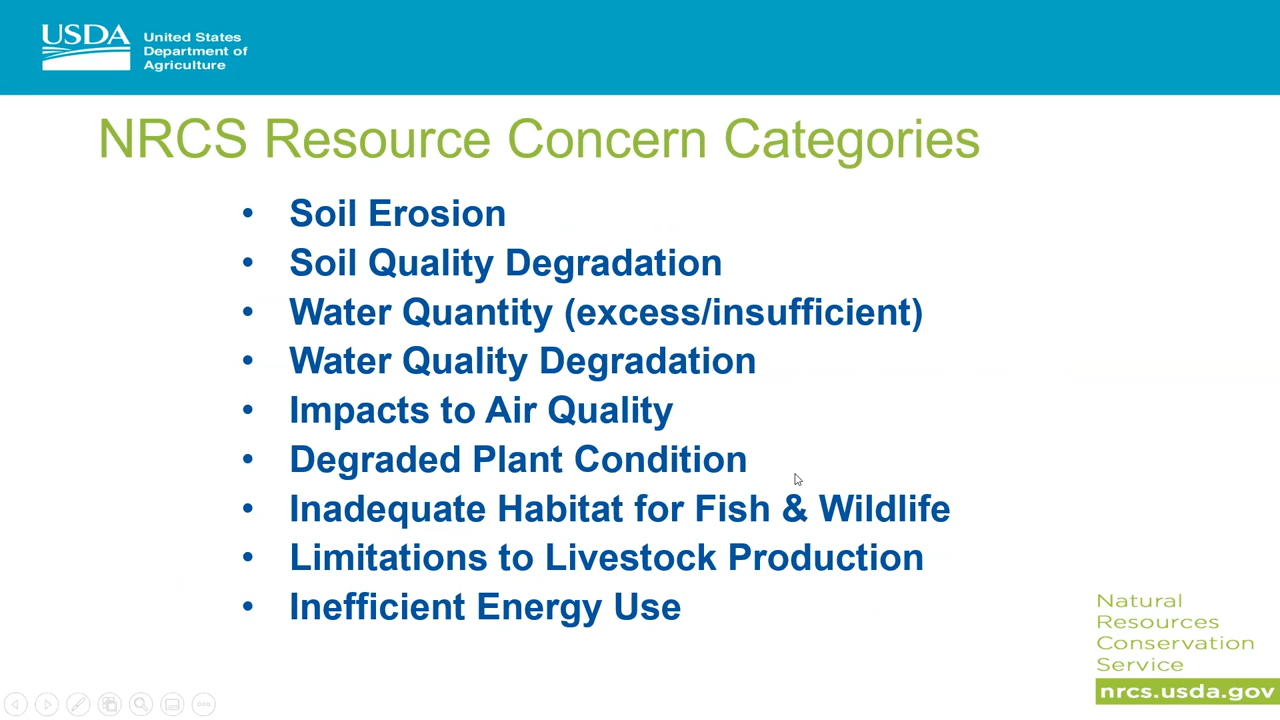 USDA
United States
Department of
Agriculture
NRCS Resource Concern Categories
• Soil Erosion
• Soil Quality Degradation
• Water Quantity (excess/insufficient)
• Water Quality Degradation
• Impacts to Air Quality
• Degraded Plant Condition
• Inadequate Habitat for Fish & Wildlife
• Limitations to Livestock Production
• Inefficient Energy Use
Natural
Resources
Conservation
Service
nrcs.usda.gov